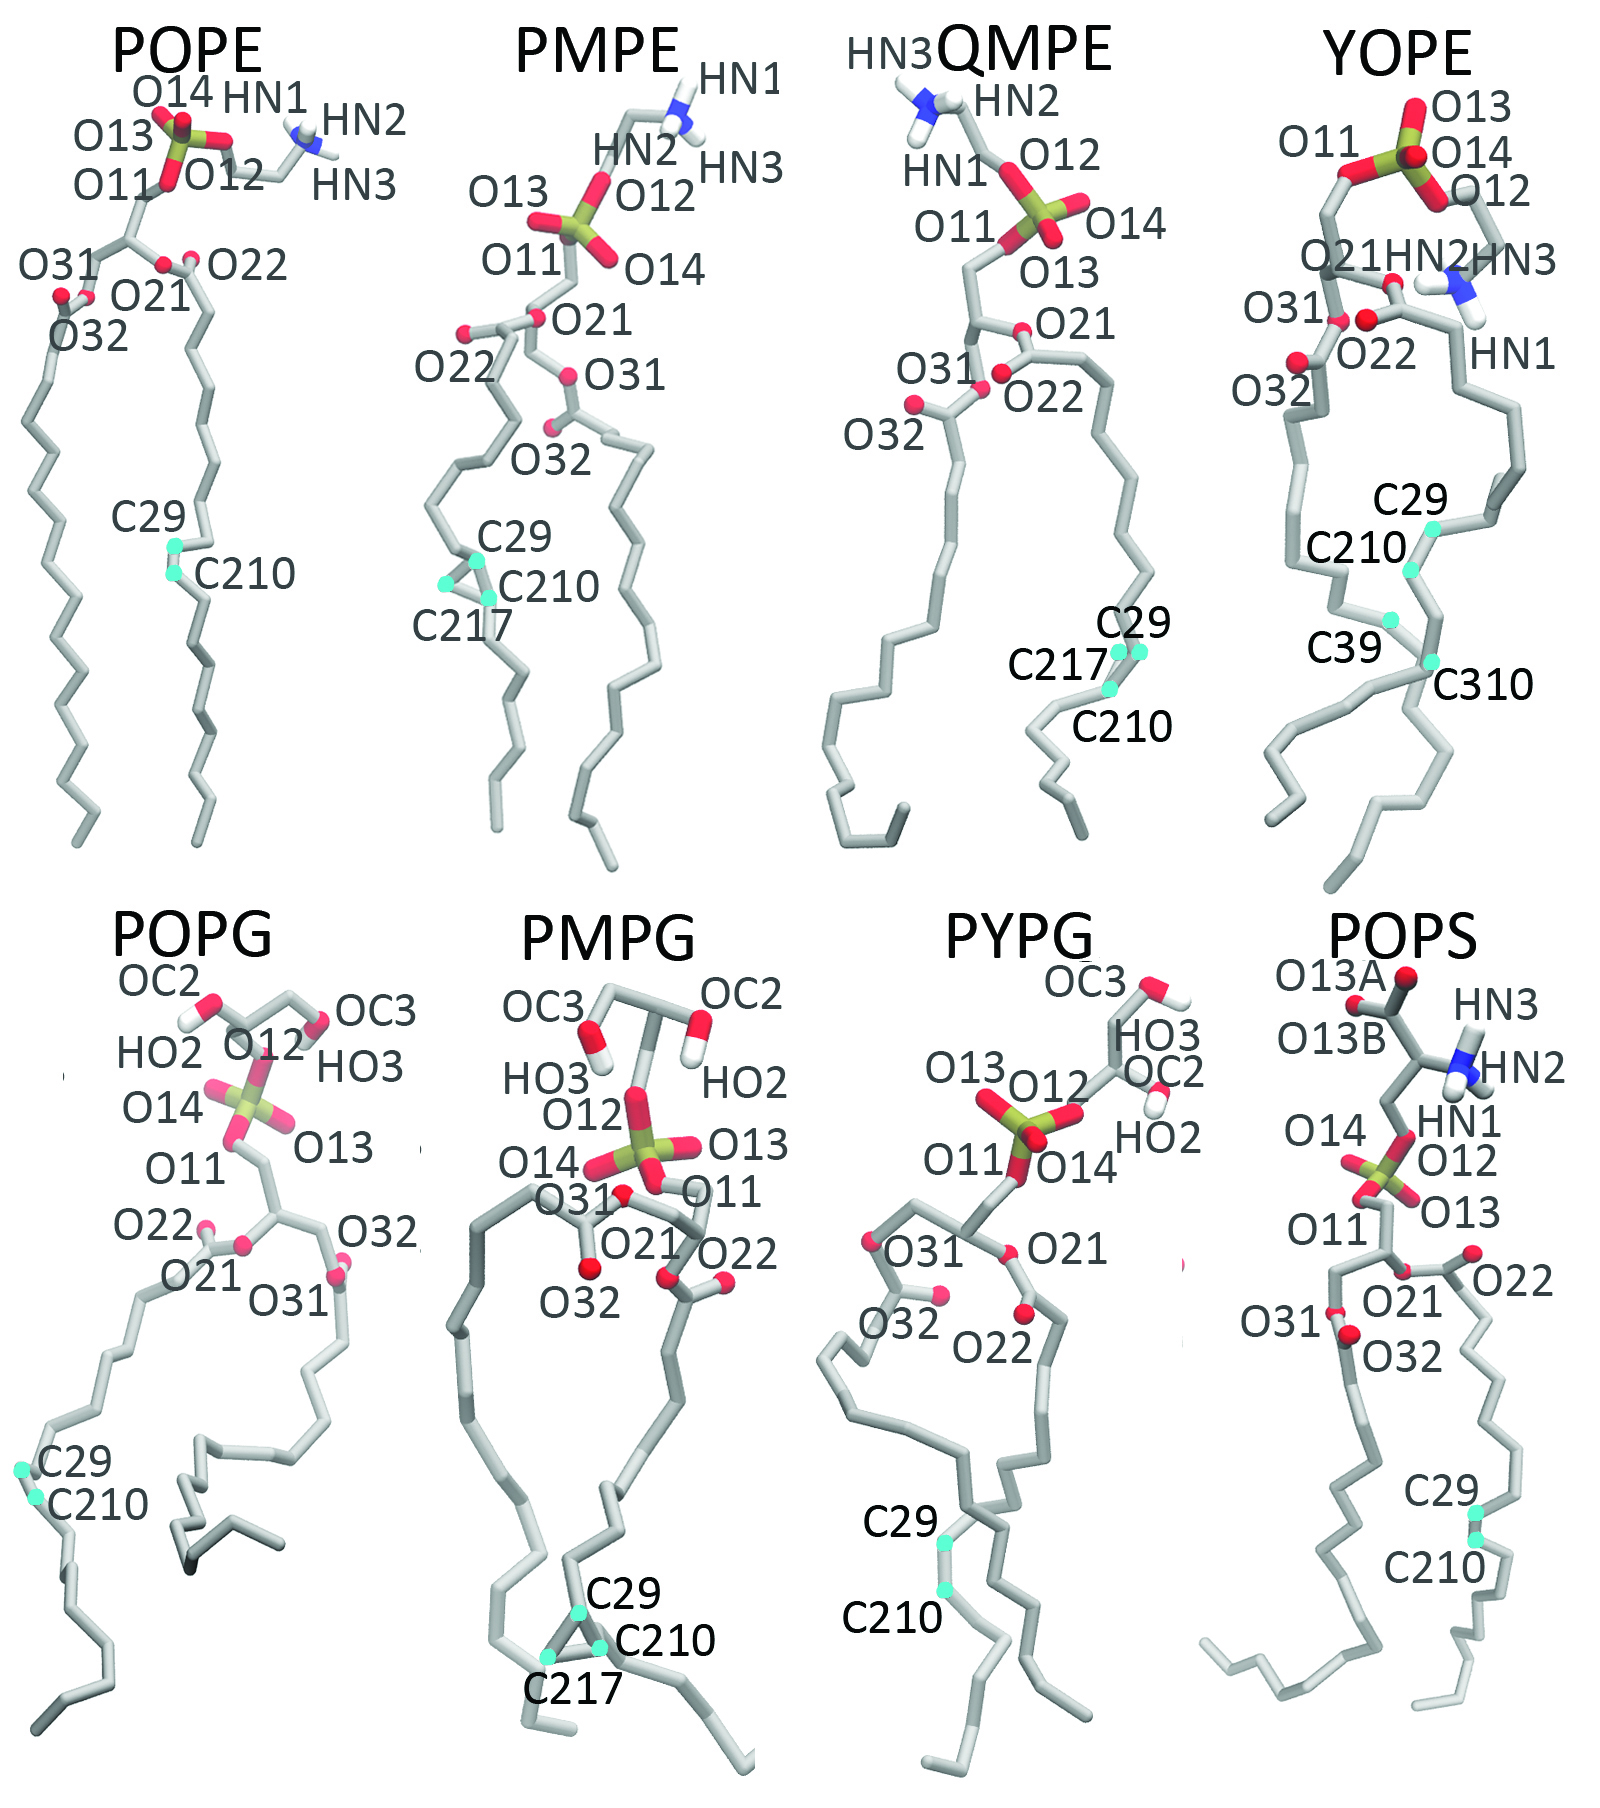 POPE
O14 HN1
O13 HN2
O11 O12 HN3
O31 O22
O21
O32
C29
C210
PMPE
HN1
HN2
HN3
O13 O12
O11 O14
O21
O22 O31
O32
C29
C210
C217
HN3 QMPE
HN2
HN1 O12
O11 O14
O13
O21
O31 O22
O32
C29
C217
C210
YOPE
O13
O11 O14
O12
O21 HN2 HN3
O31
O22 HN1
O32
C29
C210
C39
C310
POPG
OC2
OC3
HO2 O12
HO3
O14
O13
O11
O22 O32
O21
O31
C29
C210
PMPG
OC3 OC2
HO3 HO2
O12
O14 O13
O31 O11
O21 O22
O32
C29
C210
C217
PYPG
OC3
HO3
O13 O12 OC2
HO2
O11 O14
O31 O21
O32
O22
C29
C210
POPS
O13A
HN3
O13B
HN2
HN1
O14
O12
O11 O13
O22
O31 O21
O32
C29
C210